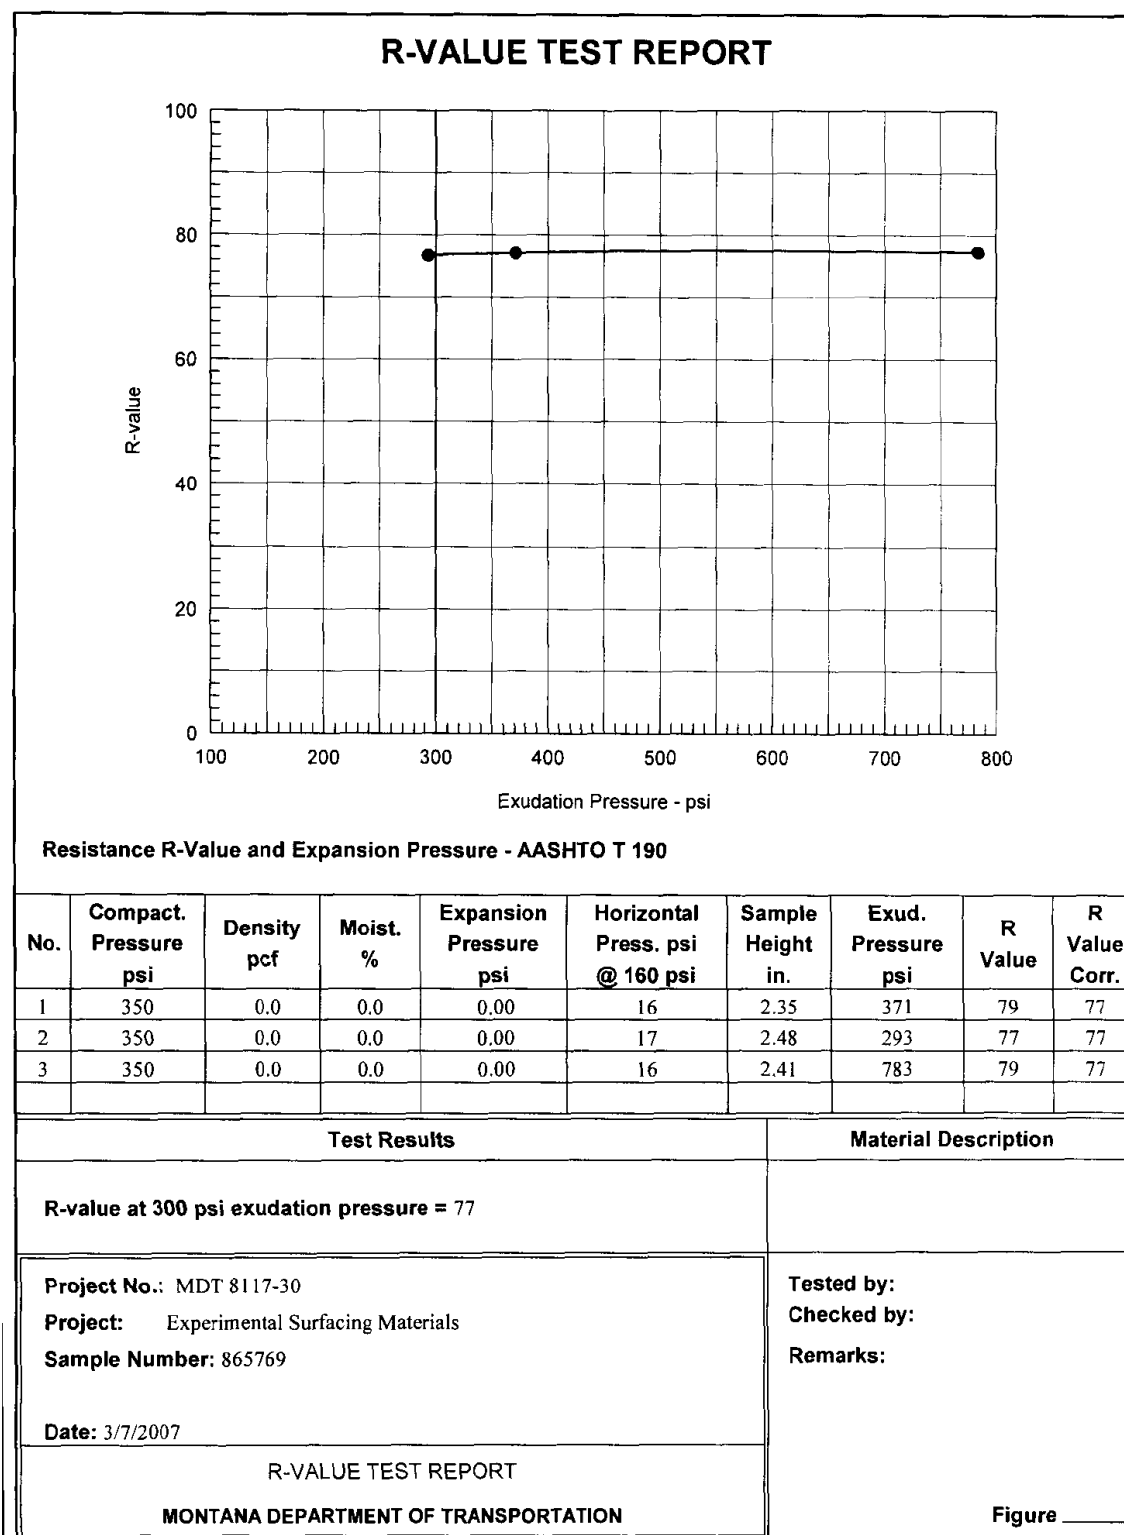 R-VALUE TEST REPORT
100
80
60
40
20
0
R-value
100 200 300 400 500 600 700 800
Exudation Pressure - psi
Resistance R-Value and Expansion Pressure - AASHTO T 190
No. Compact. Pressure psi Density pcf Moist. % Expansion Pressure psi Horizontal Press. psi @ 160 psi Sample Height in. Exud. Pressure psi R Value R Value Corr.
1 350 0.0 0.0 0.00 16 2.35 371 79 77
2 350 0.0 0.0 0.00 17 2.48 293 77 77
3 350 0.0 0.0 0.00 16 2.41 783 79 77
Test Results Material Description
R-value at 300 psi exudation pressure = 77
Project No.: MDT 8117-30
Project: Experimental Surfacing Materials
Sample Number: 865769
Date: 3/7/2007
Tested by:
Checked by:
Remarks:
R-VALUE TEST REPORT
MONTANA DEPARTMENT OF TRANSPORTATION
Figure